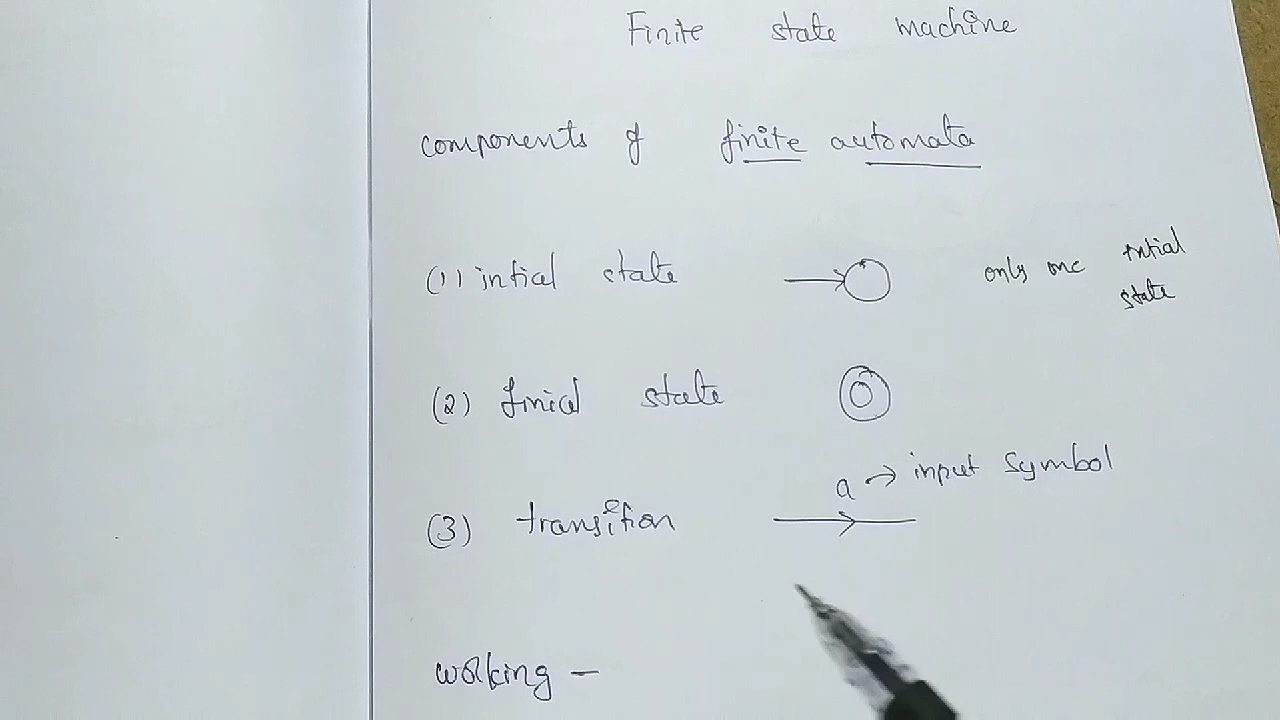 Finite state machine
components of finite automata
(1) intial state only one intial
state
(2) finial state
a → input symbol
(3) transition
working -